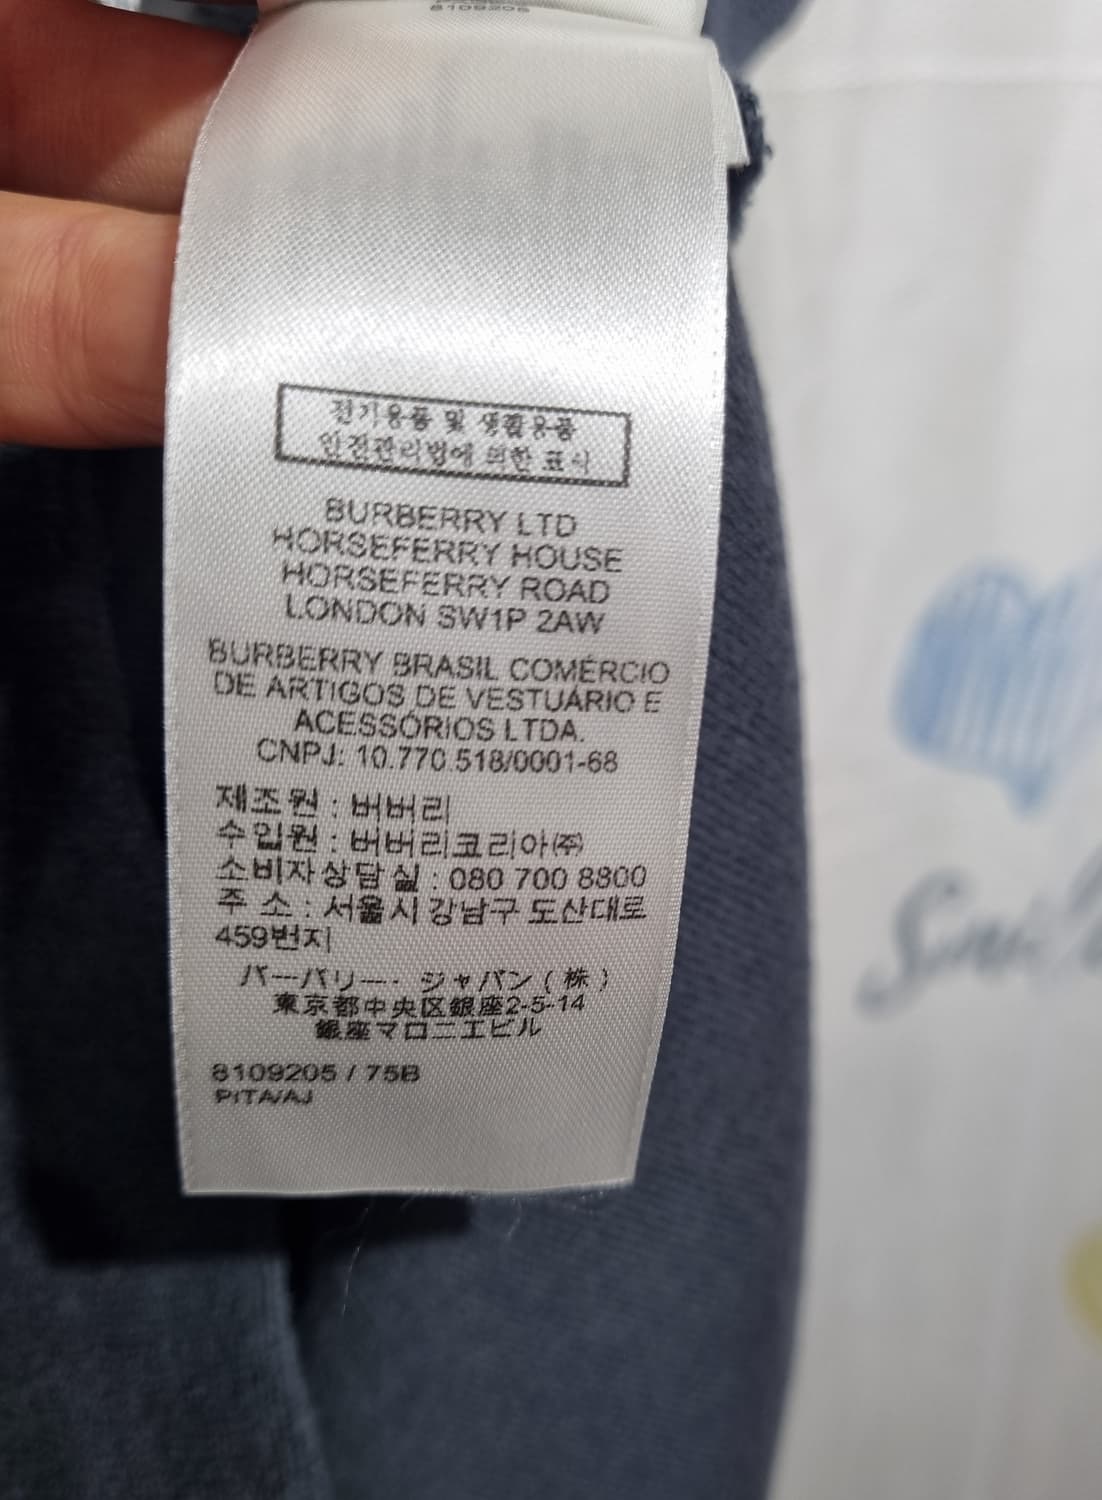 8109205
전기용품 및 생활용품
안전관리법에 의한 표시
BURBERRY LTD
HORSEFERRY HOUSE
HORSEFERRY ROAD
LONDON SW1P 2AW
BURBERRY BRASIL COMÉRCIO
DE ARTIGOS DE VESTUÁRIO E
ACESSÓRIOS LTDA.
CNPJ: 10.770.518/0001-68
제조원 : 버버리
수입원 : 버버리코리아㈜
소비자상담실 : 080 700 8800
주 소 : 서울시 강남구 도산대로
459번지
バーバリー・ジャパン(株)
東京都中央区銀座2-5-14
銀座マロニエビル
8109205 / 75B
PITA/AJ